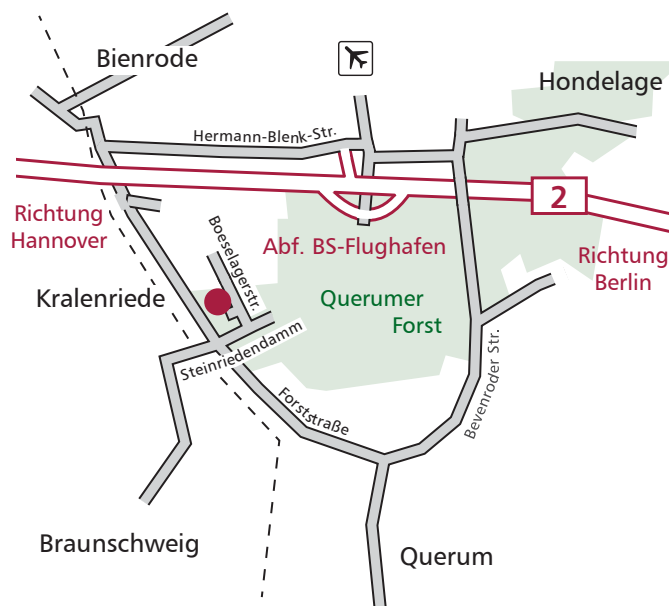 Bienrode
Hondelage
Hermann-Blenk-Str.
2
Richtung
Hannover
Boeselagerstr.
Abf. BS-Flughafen
Richtung
Berlin
Kralenriede
Querumer
Forst
Steinriedendamm
Bevenroder Str.
Forststraße
Braunschweig
Querum